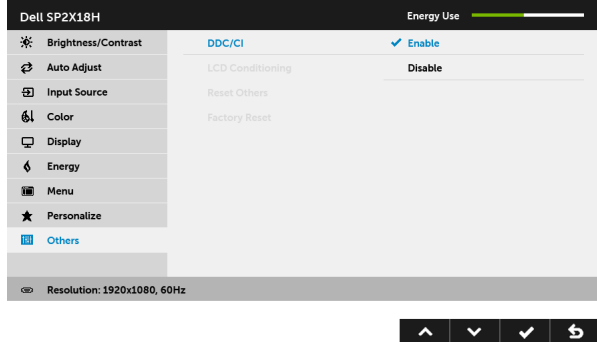 Dell SP2X18H Energy Use
Brightness/Contrast DDC/CI Enable
Auto Adjust LCD Conditioning Disable
Input Source Reset Others
Color Factory Reset
Display
Energy
Menu
Personalize
Others
Resolution: 1920x1080, 60Hz